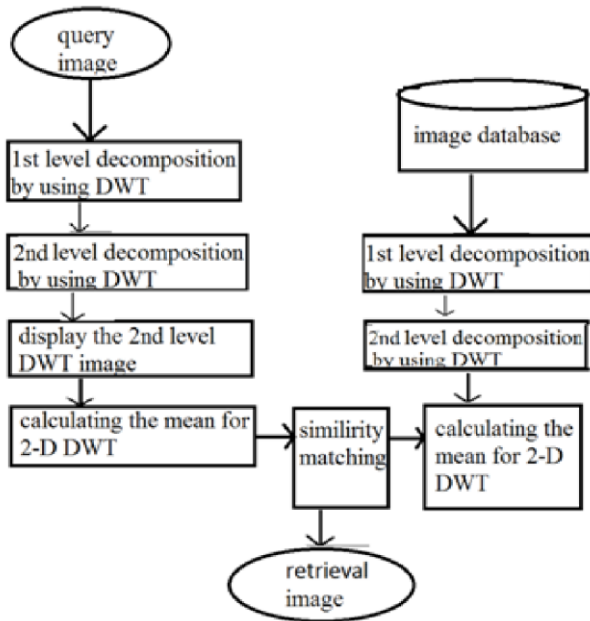 query
image
1st level decomposition
by using DWT
2nd level decomposition
by using DWT
display the 2nd level
DWT image
calculating the mean for
2-D DWT
similirity
matching
retrieval
image
image database
1st level decomposition
by using DWT
2nd level decomposition
by using DWT
calculating the
mean for 2-D
DWT